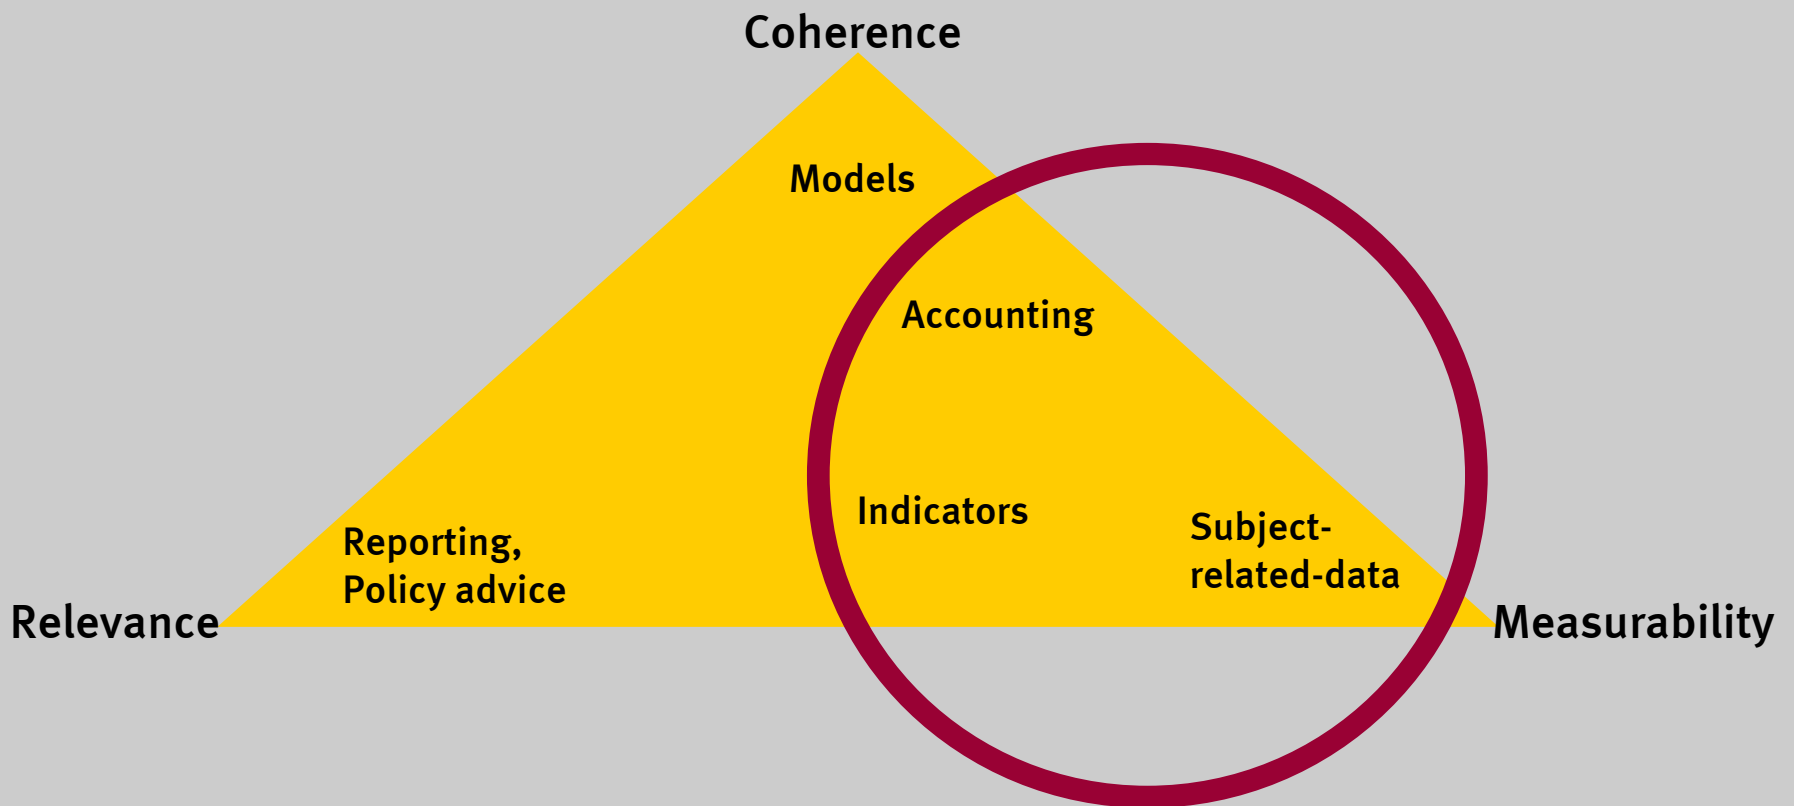 Coherence
Models
Accounting
Indicators
Subject-
related-data
Reporting,
Policy advice
Relevance
Measurability